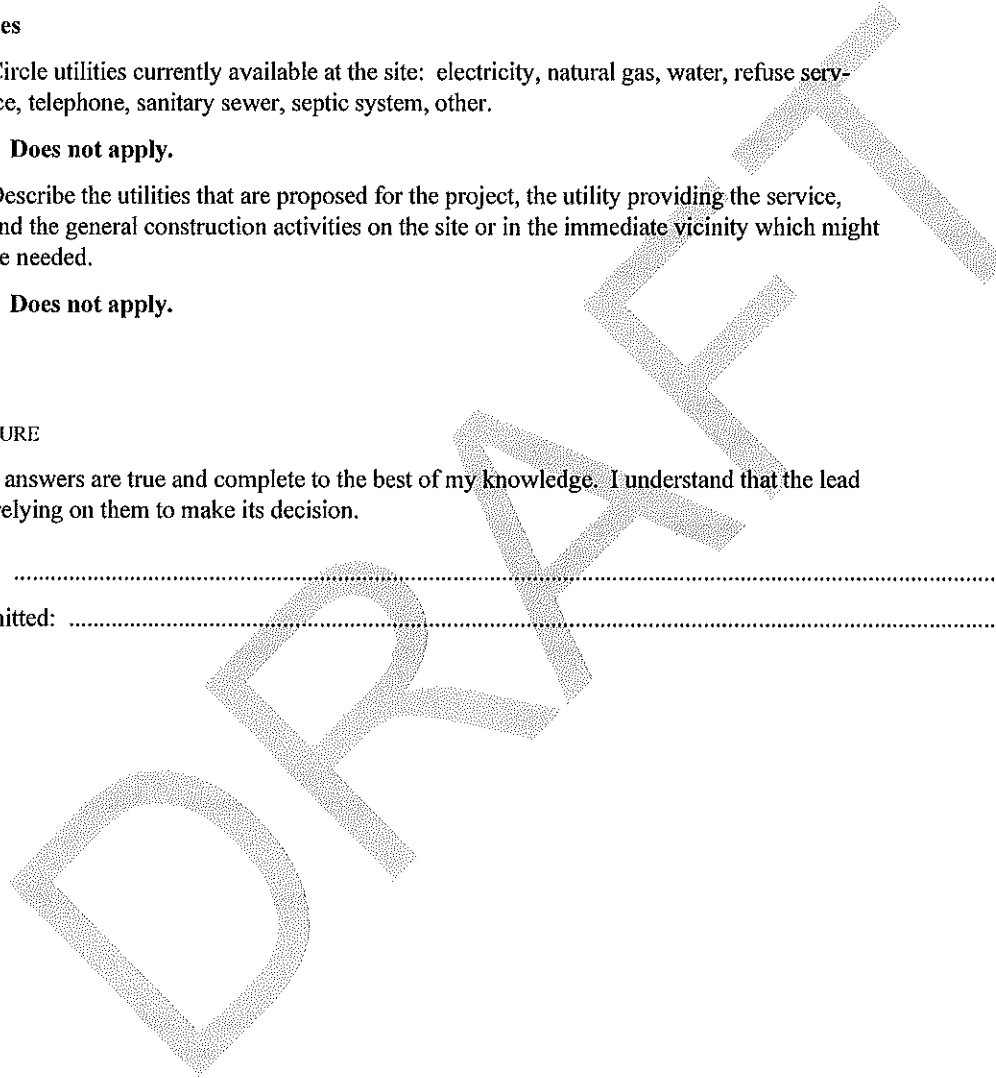 es
Circle utilities currently available at the site: electricity, natural gas, water, refuse serv-
ce, telephone, sanitary sewer, septic system, other.
Does not apply.
Describe the utilities that are proposed for the project, the utility providing the service,
nd the general construction activities on the site or in the immediate vicinity which might
e needed.
Does not apply.
URE
answers are true and complete to the best of my knowledge. I understand that the lead
relying on them to make its decision.
itted:
DRAFT